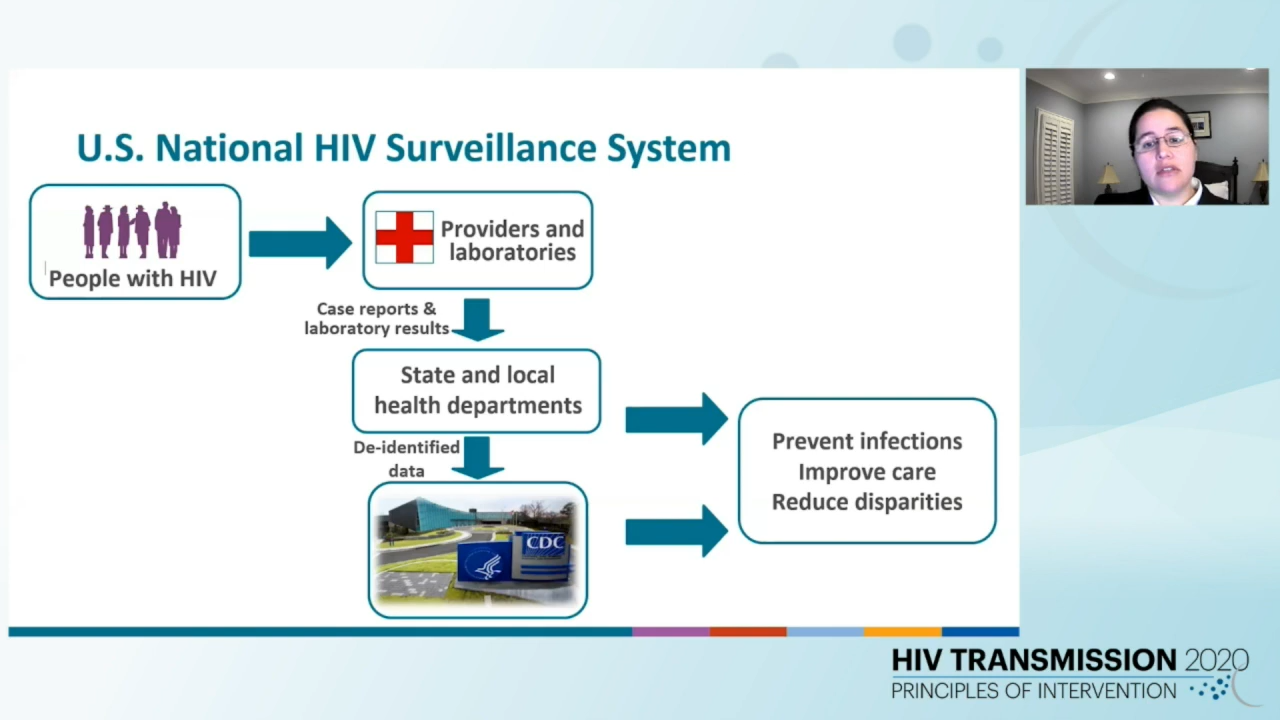 U.S. National HIV Surveillance System
People with HIV
Providers and
laboratories
Case reports &
laboratory results
State and local
health departments
De-identified
data
CDC
Prevent infections
Improve care
Reduce disparities
HIV TRANSMISSION 2020
PRINCIPLES OF INTERVENTION